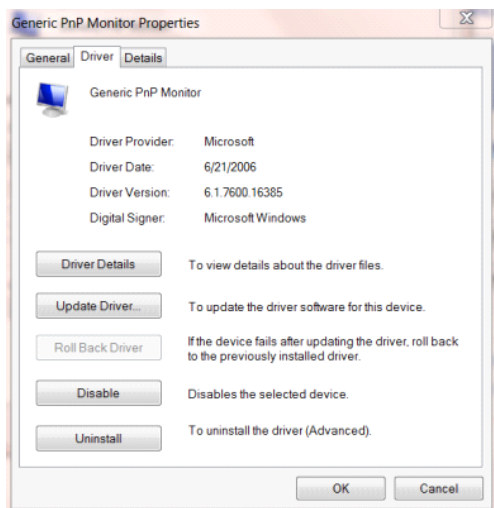 Generic PnP Monitor Properties
General Driver Details
Generic PnP Monitor
Driver Provider: Microsoft
Driver Date: 6/21/2006
Driver Version: 6.1.7600.16385
Digital Signer: Microsoft Windows
Driver Details To view details about the driver files.
Update Driver... To update the driver software for this device.
Roll Back Driver If the device fails after updating the driver, roll back
to the previously installed driver.
Disable Disables the selected device.
Uninstall To uninstall the driver (Advanced).
OK Cancel